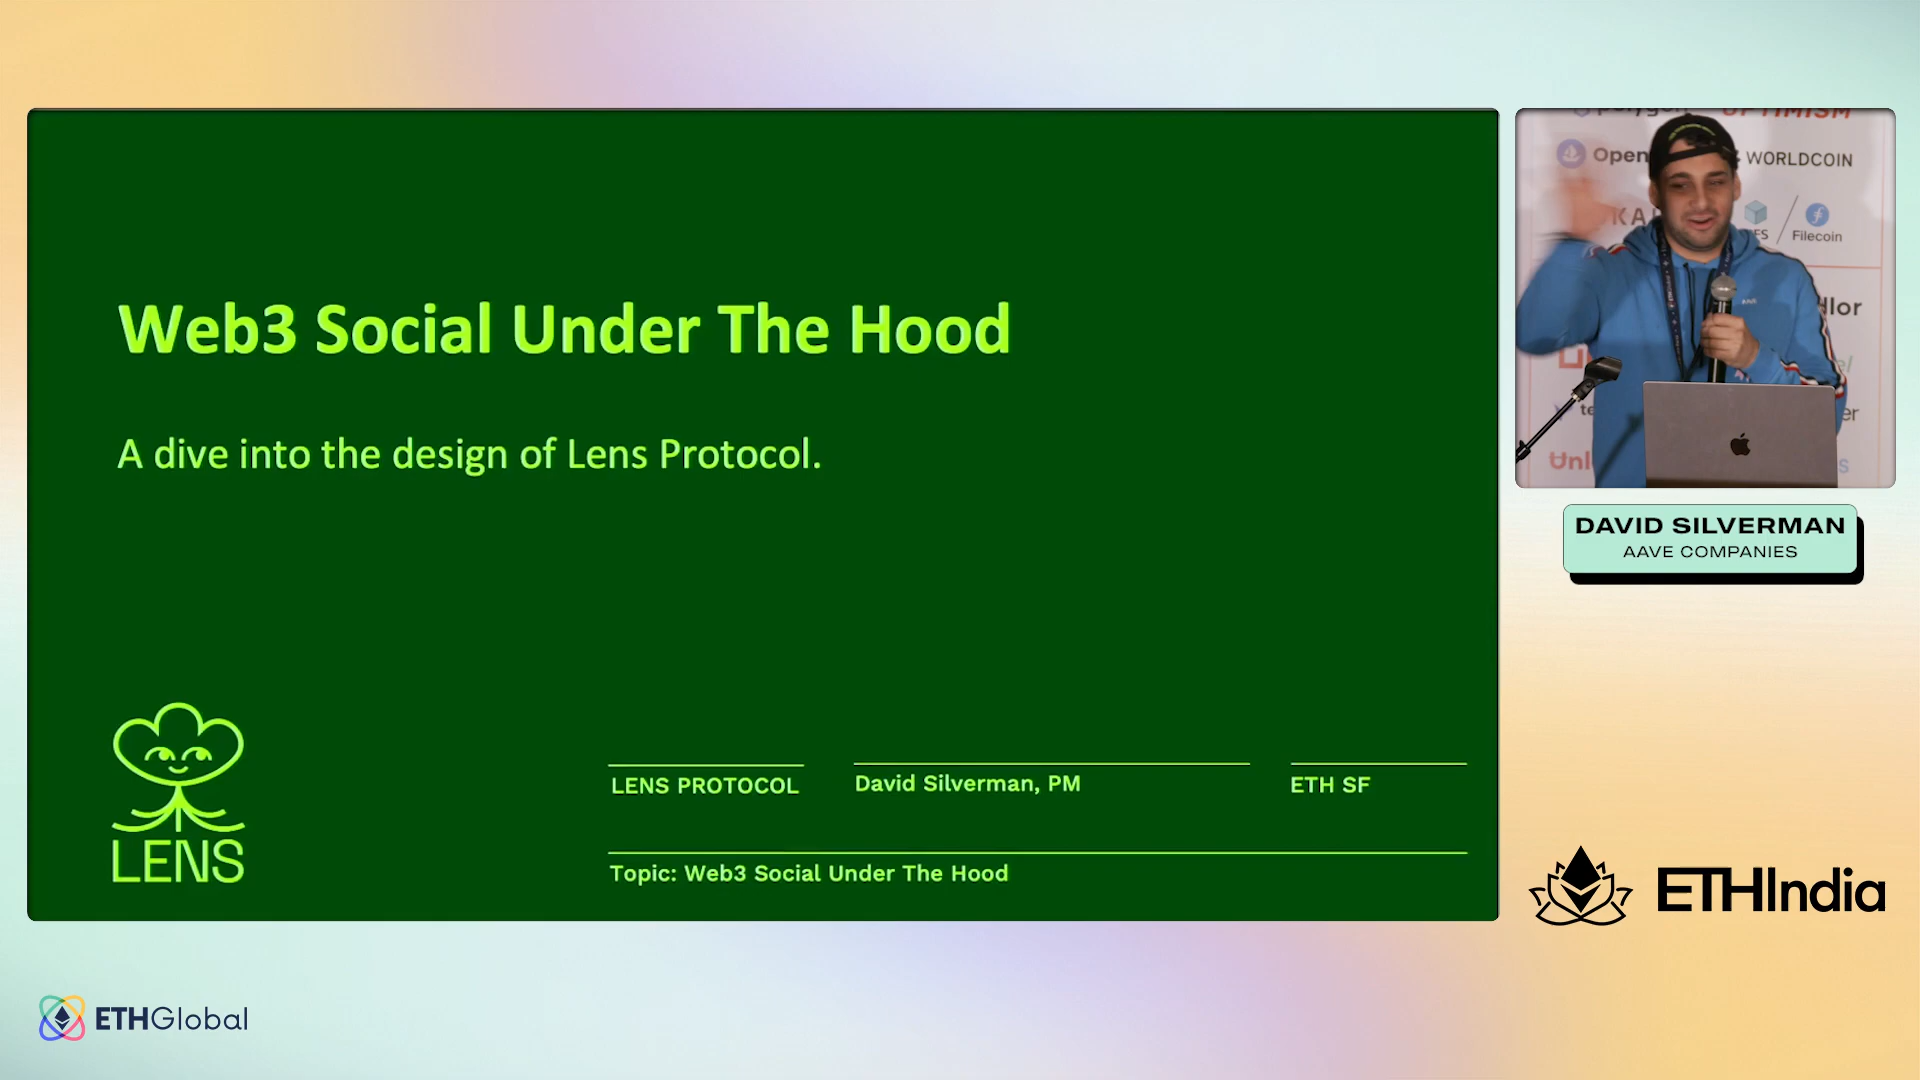 Web3 Social Under The Hood
A dive into the design of Lens Protocol.
LENS
LENS PROTOCOL
David Silverman, PM
ETH SF
Topic: Web3 Social Under The Hood
OPTIMISM
Open
WORLDCOIN
Filecoin
DAVID SILVERMAN
AAVE COMPANIES
ETHIndia
ETHGlobal